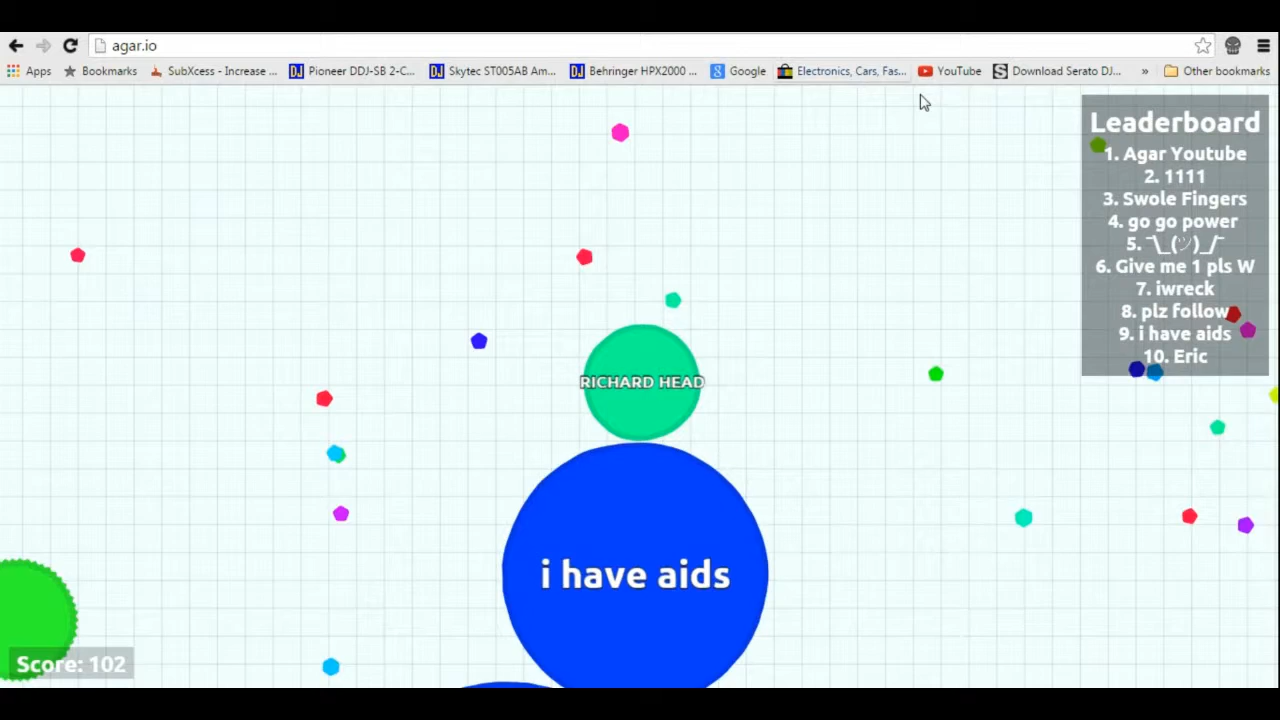 agar.io
Apps Bookmarks SubXcess - Increase ... Pioneer DDJ-SB 2-C... Skytec ST005AB Am... Behringer HPX2000 ... Google Electronics, Cars, Fas... YouTube Download Serato DJ... » Other bookmarks
Leaderboard
1. Agar Youtube
2. 1111
3. Swole Fingers
4. go go power
5. ¯\_(ツ)_/¯
6. Give me 1 pls W
7. iwreck
8. plz follow
9. i have aids
10. Eric
RICHARD HEAD
i have aids
Score: 102